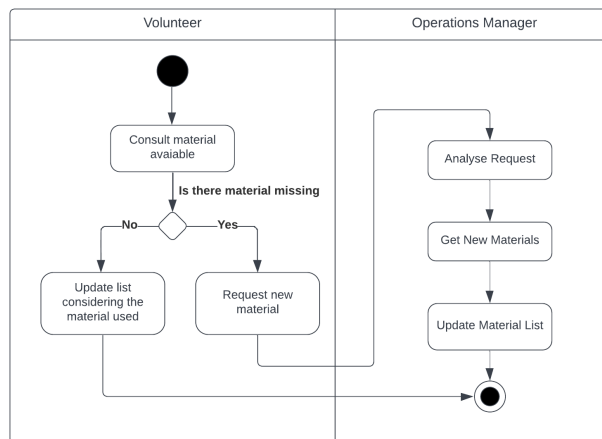 Volunteer
Operations Manager
Consult material
avaiable
Analyse Request
Is there material missing
No
Yes
Get New Materials
Update list
considering the
material used
Request new
material
Update Material List